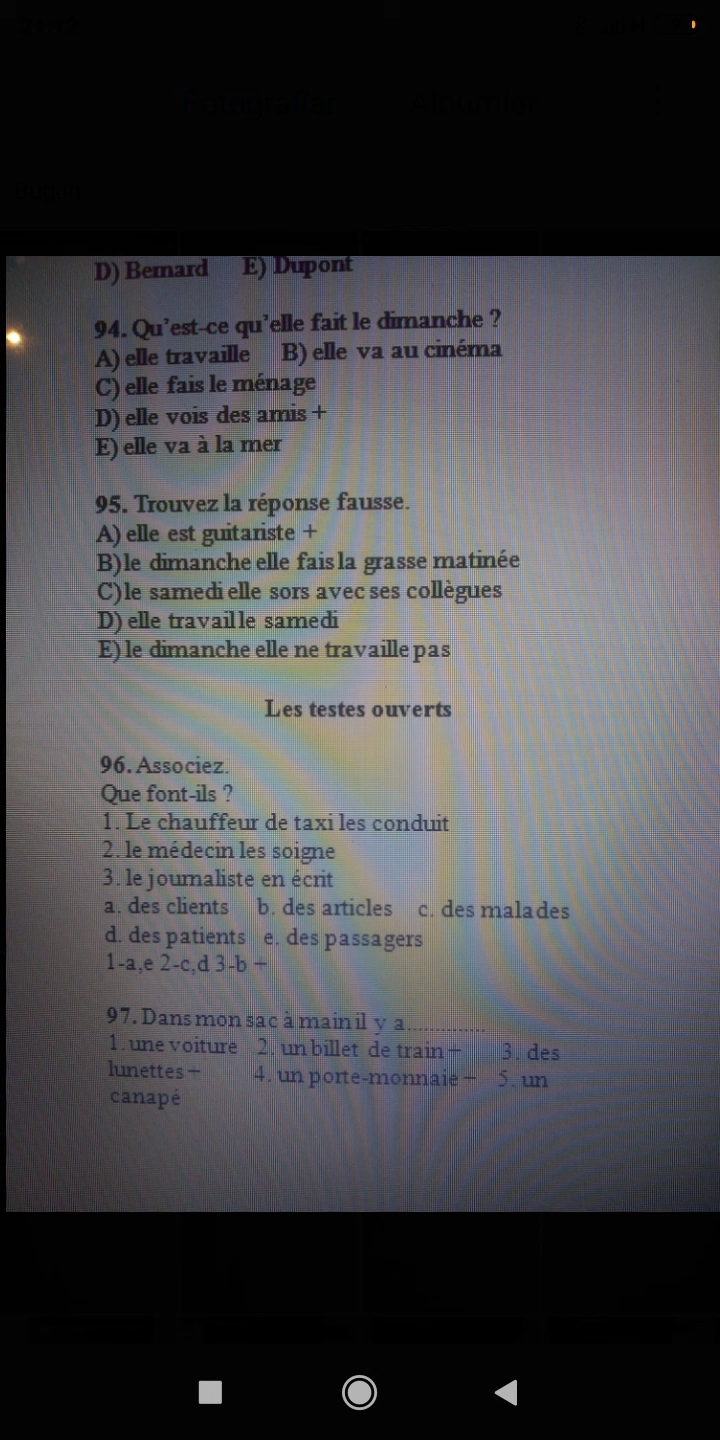 D) Bernard E) Dupont
94. Qu'est-ce qu'elle fait le dimanche ?
A) elle travaille B) elle va au cinéma
C) elle fais le ménage
D) elle vois des amis +
E) elle va à la mer
95. Trouvez la réponse fausse.
A) elle est guitariste +
B)le dimanche elle fais la grasse matinée
C)le samedi elle sors avec ses collègues
D) elle travaille samedi
E) le dimanche elle ne travaille pas
Les testes ouverts
96. Associez.
Que font-ils ?
1. Le chauffeur de taxi les conduit
2. le médecin les soigne
3. le journaliste en écrit
a. des clients b. des articles c. des malades
d. des patients e. des passagers
1-a,e 2-c,d 3-b +
97. Dans mon sac à main il y a..............
1. une voiture 2. un billet de train+ 3. des
lunettes+ 4. un porte-monnaie+ 5. un
canapé